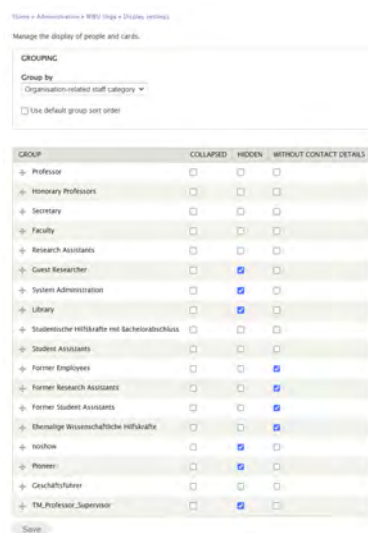 Home » Administration » WWU Unga » Display settings
Manage the display of people and cards.
GROUPING
Group by
Organisation-related staff category
Use default group sort order
GROUP COLLAPSED HIDDEN WITHOUT CONTACT DETAILS
Professor
Honorary Professors
Secretary
Faculty
Research Assistants
Guest Researcher
System Administration
Library
Studentische Hilfskräfte mit Bachelorabschluss
Student Assistants
Former Employees
Former Research Assistants
Former Student Assistants
Ehemalige Wissenschaftliche Hilfskräfte
noshow
Pioneer
Geschäftsführer
TM_Professor_Supervisor
Save